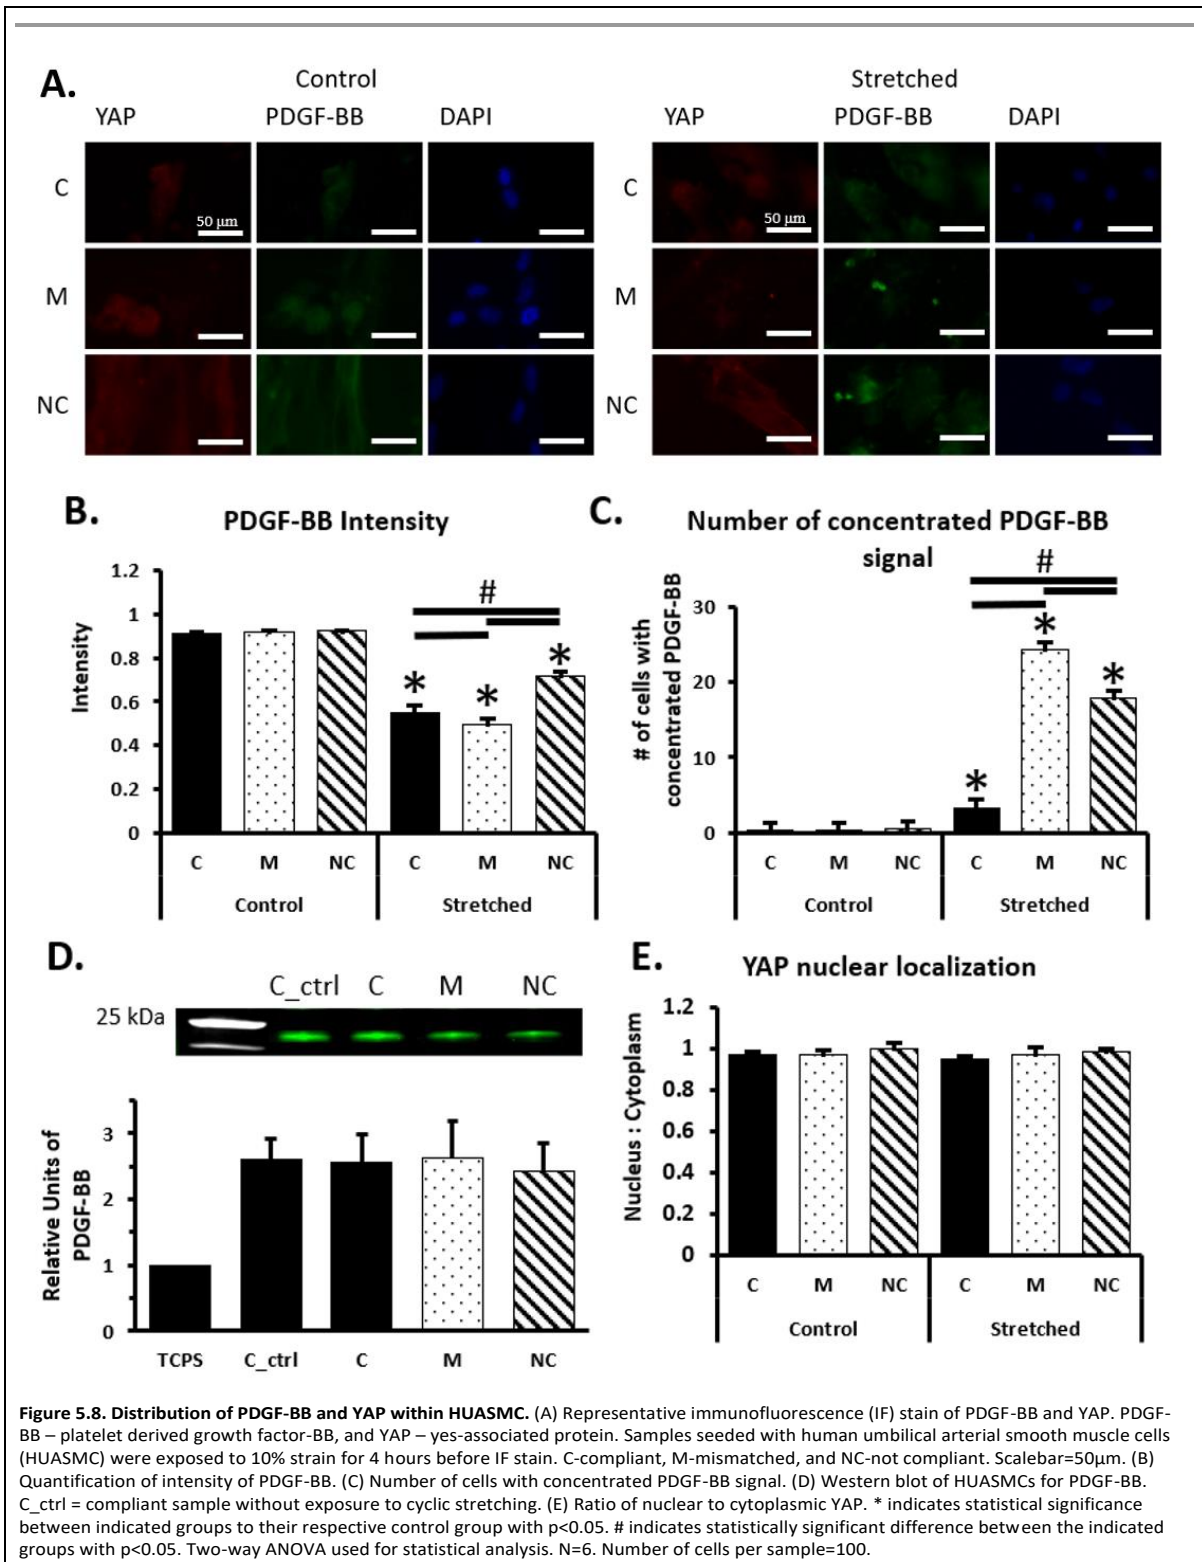 A.
Control
Stretched
YAP PDGF-BB DAPI
YAP PDGF-BB DAPI
C
50 µm
C
50 µm
M
M
NC
NC
B.
PDGF-BB Intensity
#
* * *
Intensity
1.2
1
0.8
0.6
0.4
0.2
0
C M NC C M NC
Control Stretched
C.
Number of concentrated PDGF-BB
signal
#
* * *
# of cells with
concentrated PDGF-BB
30
20
10
0
C M NC C M NC
Control Stretched
D.
C_ctrl C M NC
25 kDa
Relative Units of
PDGF-BB
3
2
1
0
TCPS C_ctrl C M NC
E.
YAP nuclear localization
Nucleus : Cytoplasm
1.2
1
0.8
0.6
0.4
0.2
0
C M NC C M NC
Control Stretched
Figure 5.8. Distribution of PDGF-BB and YAP within HUASMC. (A) Representative immunofluorescence (IF) stain of PDGF-BB and YAP. PDGF-
BB – platelet derived growth factor-BB, and YAP – yes-associated protein. Samples seeded with human umbilical arterial smooth muscle cells
(HUASMC) were exposed to 10% strain for 4 hours before IF stain. C-compliant, M-mismatched, and NC-not compliant. Scalebar=50µm. (B)
Quantification of intensity of PDGF-BB. (C) Number of cells with concentrated PDGF-BB signal. (D) Western blot of HUASMCs for PDGF-BB.
C_ctrl = compliant sample without exposure to cyclic stretching. (E) Ratio of nuclear to cytoplasmic YAP. * indicates statistical significance
between indicated groups to their respective control group with p<0.05. # indicates statistically significant difference between the indicated
groups with p<0.05. Two-way ANOVA used for statistical analysis. N=6. Number of cells per sample=100.